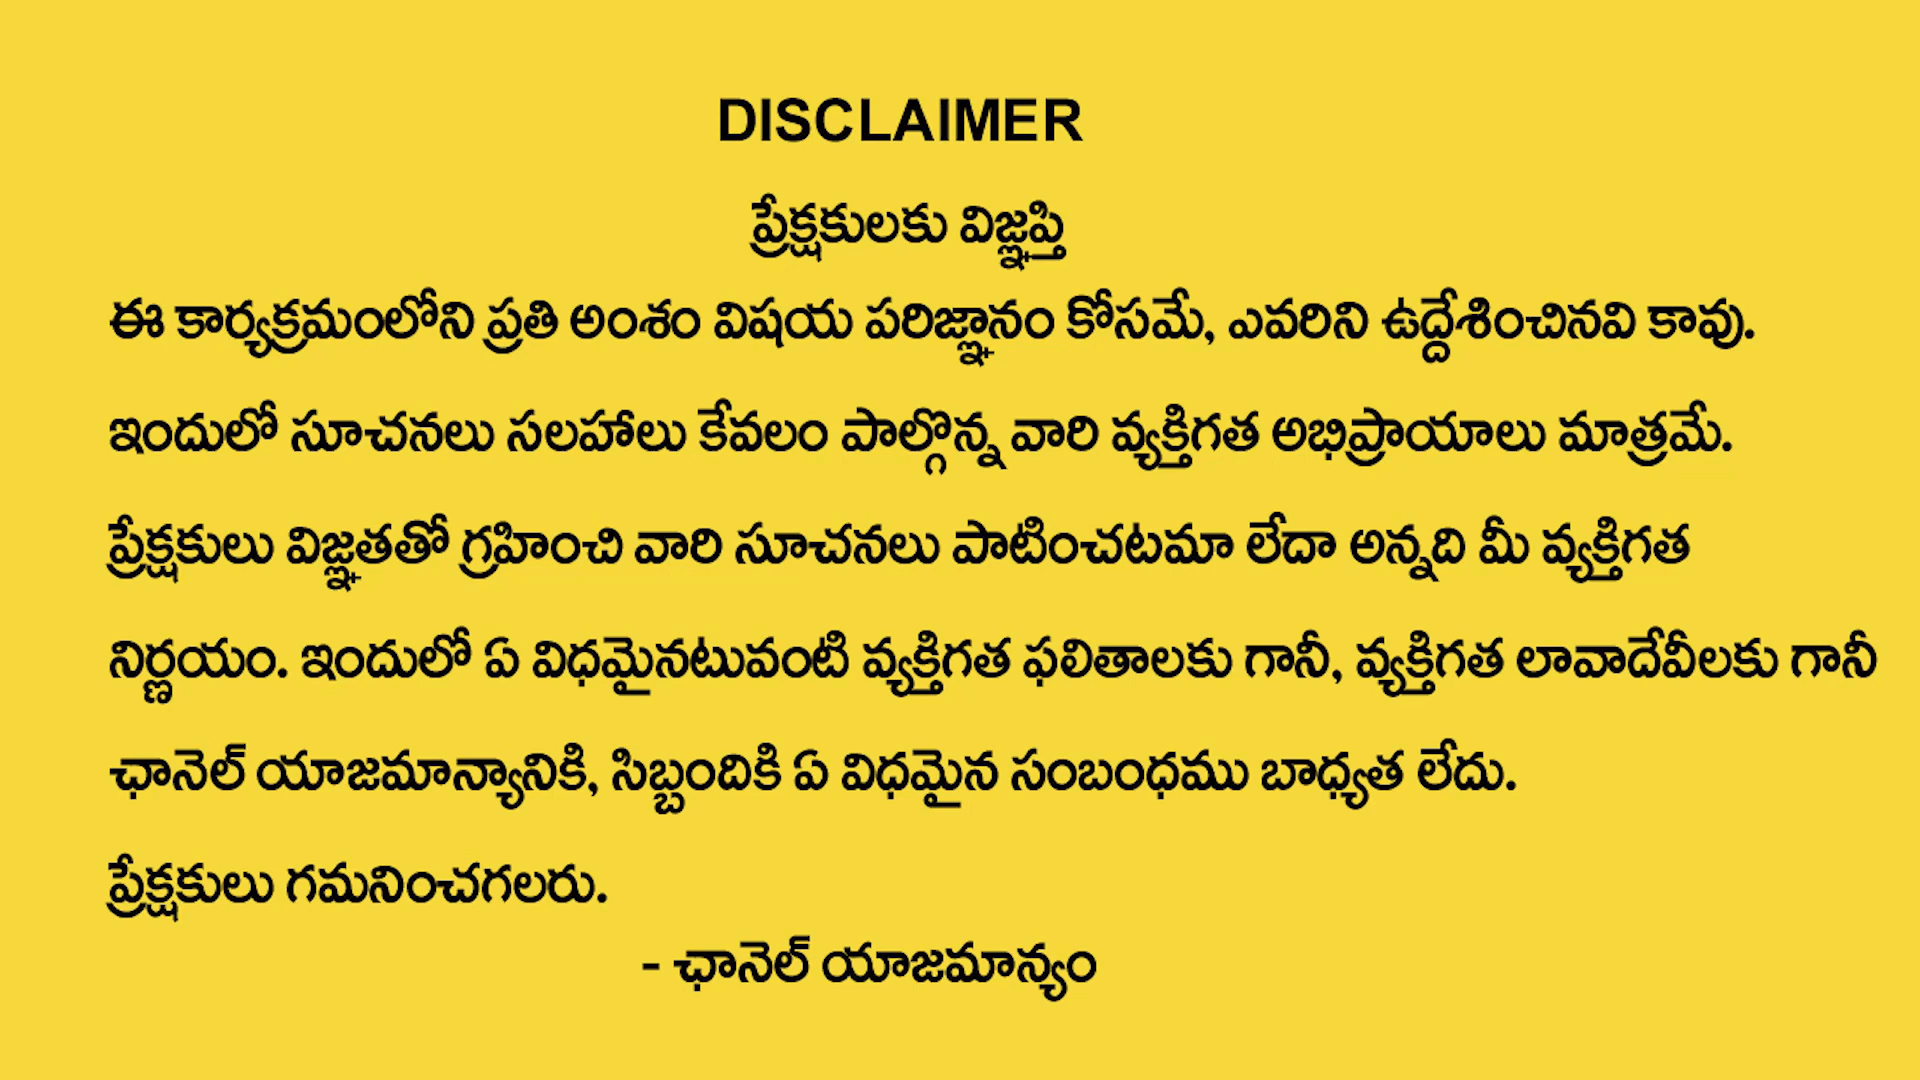 DISCLAIMER
ప్రేక్షకులకు విజ్ఞప్తి
ఈ కార్యక్రమంలోని ప్రతి అంశం విషయ పరిజ్ఞానం కోసమే, ఎవరిని ఉద్దేశించినవి కావు.
ఇందులో సూచనలు సలహాలు కేవలం పాల్గొన్న వారి వ్యక్తిగత అభిప్రాయాలు మాత్రమే.
ప్రేక్షకులు విజ్ఞతతో గ్రహించి వారి సూచనలు పాటించటమా లేదా అన్నది మీ వ్యక్తిగత
నిర్ణయం. ఇందులో ఏ విధమైనటువంటి వ్యక్తిగత ఫలితాలకు గానీ, వ్యక్తిగత లావాదేవీలకు గానీ
ఛానెల్ యాజమాన్యానికి, సిబ్బందికి ఏ విధమైన సంబంధము బాధ్యత లేదు.
ప్రేక్షకులు గమనించగలరు.
- ఛానెల్ యాజమాన్యం